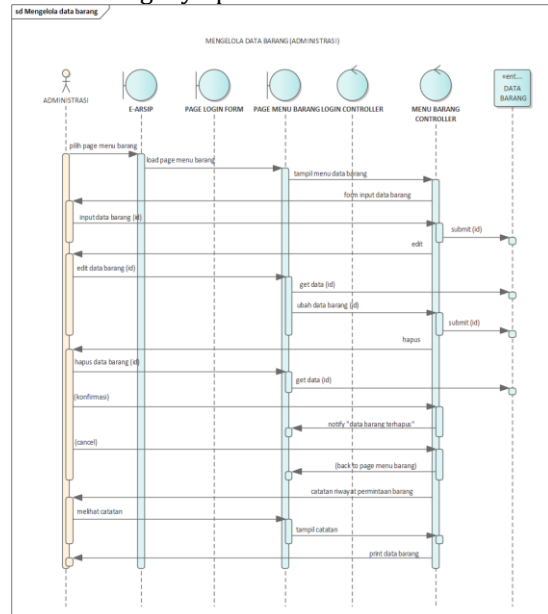 sd Mengelola data barang
MENGELOLA DATA BARANG (ADMINISTRASI)
ADMINISTRASI
E-ARSIP
PAGE LOGIN FORM
PAGE MENU BARANG
LOGIN CONTROLLER
MENU BARANG
CONTROLLER
«ent...
DATA
BARANG
pilih page menu barang
load page menu barang
tampil menu data barang
form input data barang
input data barang (id)
submit (id)
edit
edit data barang (id)
get data (id)
ubah data barang (id)
submit (id)
hapus
hapus data barang (id)
get data (id)
(konfirmasi)
notify "data barang terhapus"
(cancel)
(back to page menu barang)
catatan riwayat permintaan barang
melihat catatan
tampil catatan
print data barang